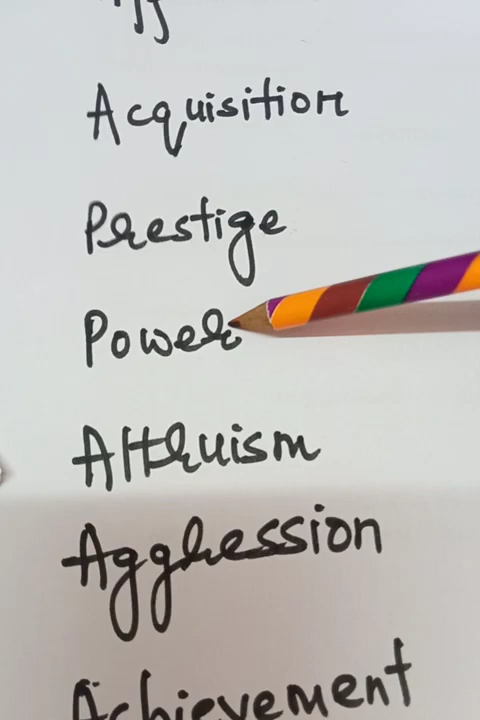 Acquisition
Prestige
Power
Altruism
Aggression
Achievement